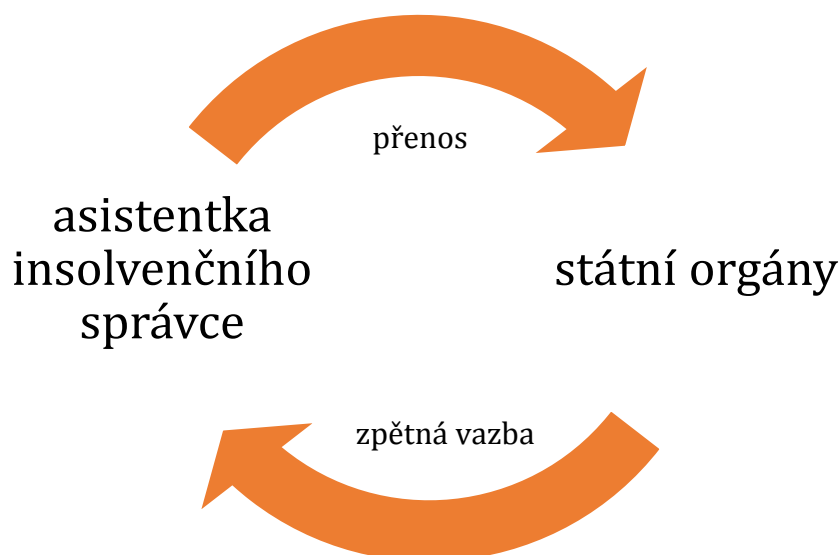 přenos
asistentka
insolvenčního
správce
státní orgány
zpětná vazba